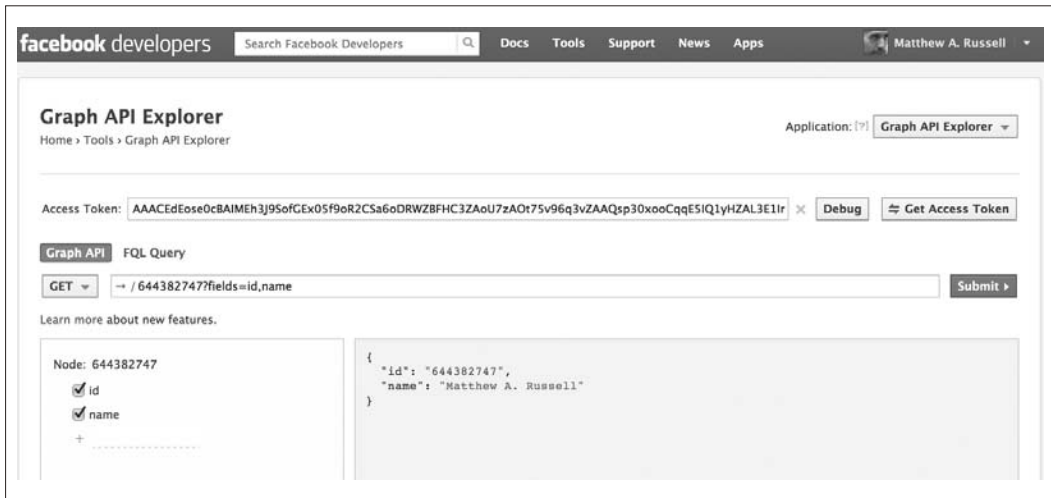 facebook developers Search Facebook Developers Docs Tools Support News Apps Matthew A. Russell
Graph API Explorer
Home › Tools › Graph API Explorer
Application: [?] Graph API Explorer
Access Token: AAACEdEose0cBAIMEh3J9SofGEx05f9oR2CSa6oDRWZBFHC3ZAoU7zAOt75v96q3vZAAQsp30xooCqqE5IQ1yHZAL3E1Ir Debug Get Access Token
Graph API FQL Query
GET → / 644382747?fields=id,name Submit
Learn more about new features.
Node: 644382747
id
name
+
{
"id": "644382747",
"name": "Matthew A. Russell"
}